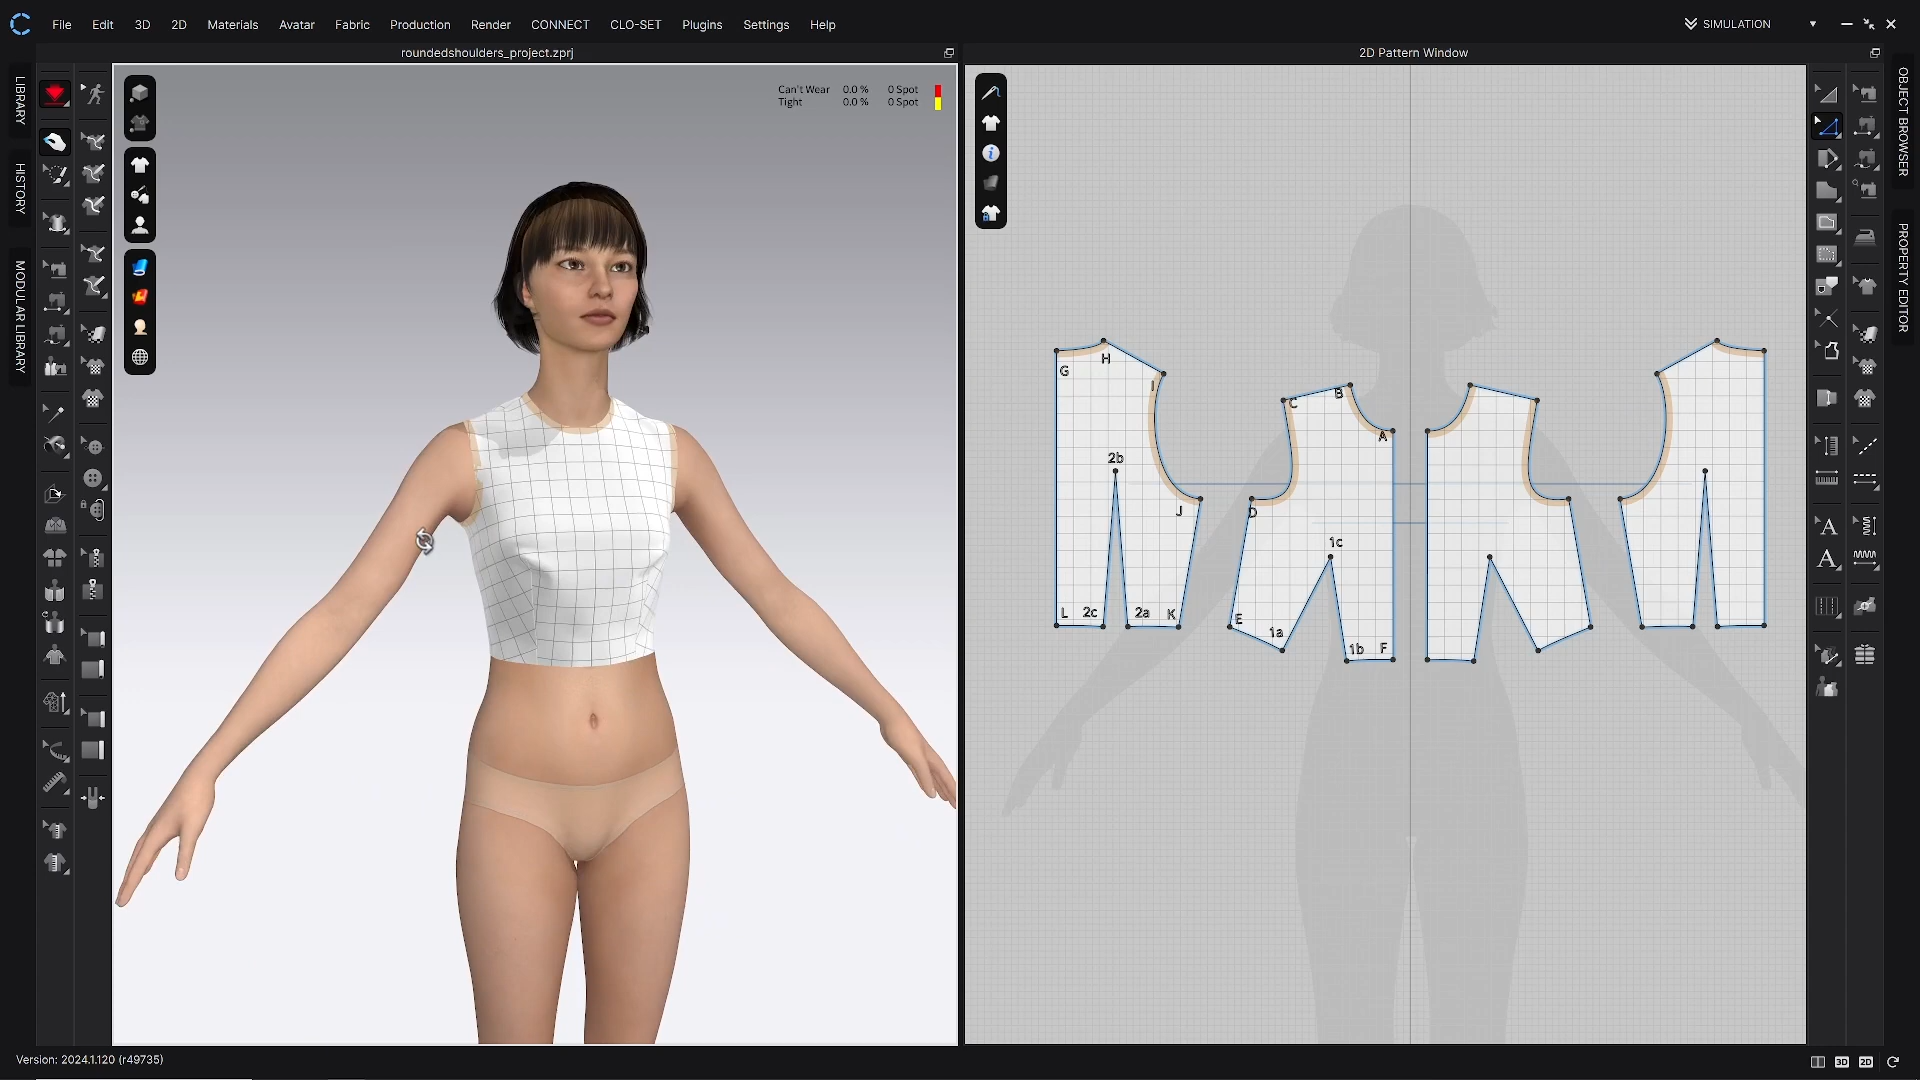 File Edit 3D 2D Materials Avatar Fabric Production Render CONNECT CLO-SET Plugins Settings Help
SIMULATION
roundedshoulders_project.zprj
2D Pattern Window
LIBRARY
HISTORY
MODULAR LIBRARY
Can't Wear 0.0 % 0 Spot
Tight 0.0 % 0 Spot
H
G
I
2b
J
L 2c 2a K
C B
A
D
1c
E
1a
1b F
A
A
OBJECT BROWSER
PROPERTY EDITOR
Version: 2024.1.120 (r49735)
3D 2D